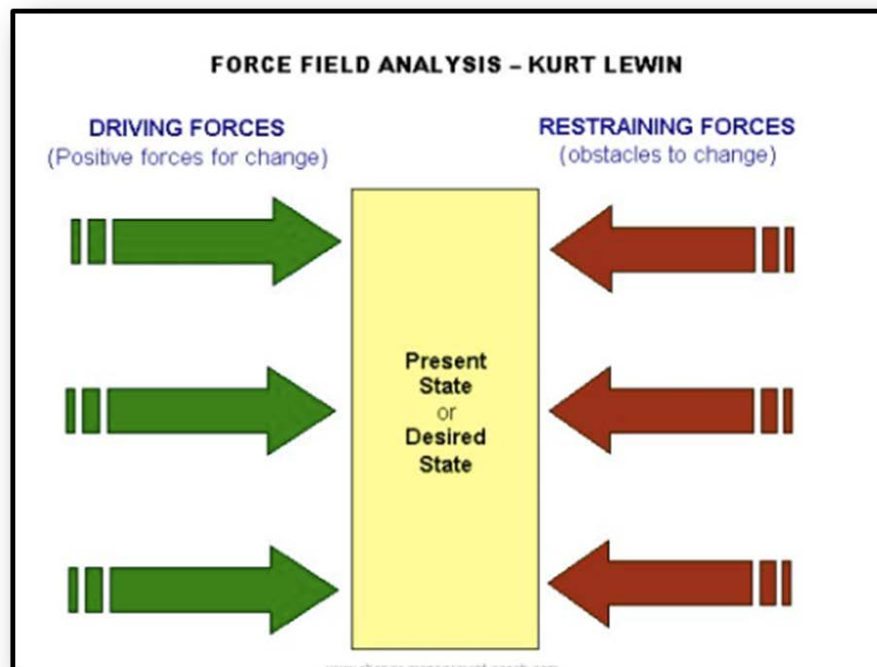 FORCE FIELD ANALYSIS – KURT LEWIN
DRIVING FORCES
(Positive forces for change)
RESTRAINING FORCES
(obstacles to change)
Present
State
or
Desired
State